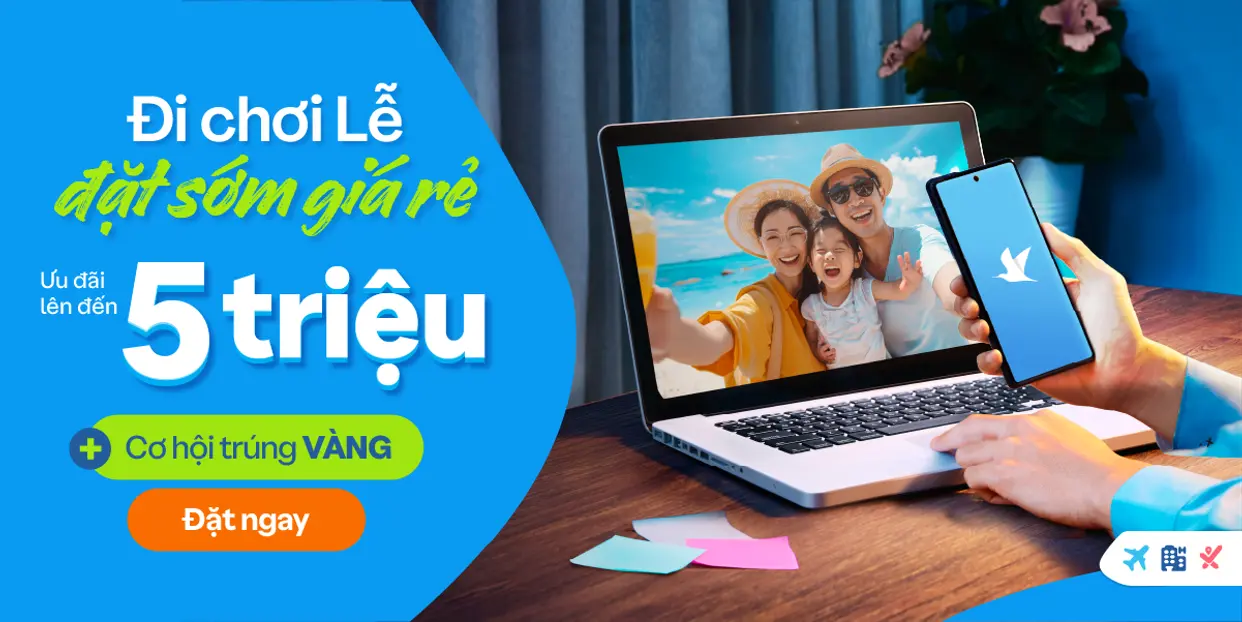 Đi chơi Lễ
đặt sớm giá rẻ
Ưu đãi
lên đến
5 triệu
+ Cơ hội trúng VÀNG
Đặt ngay